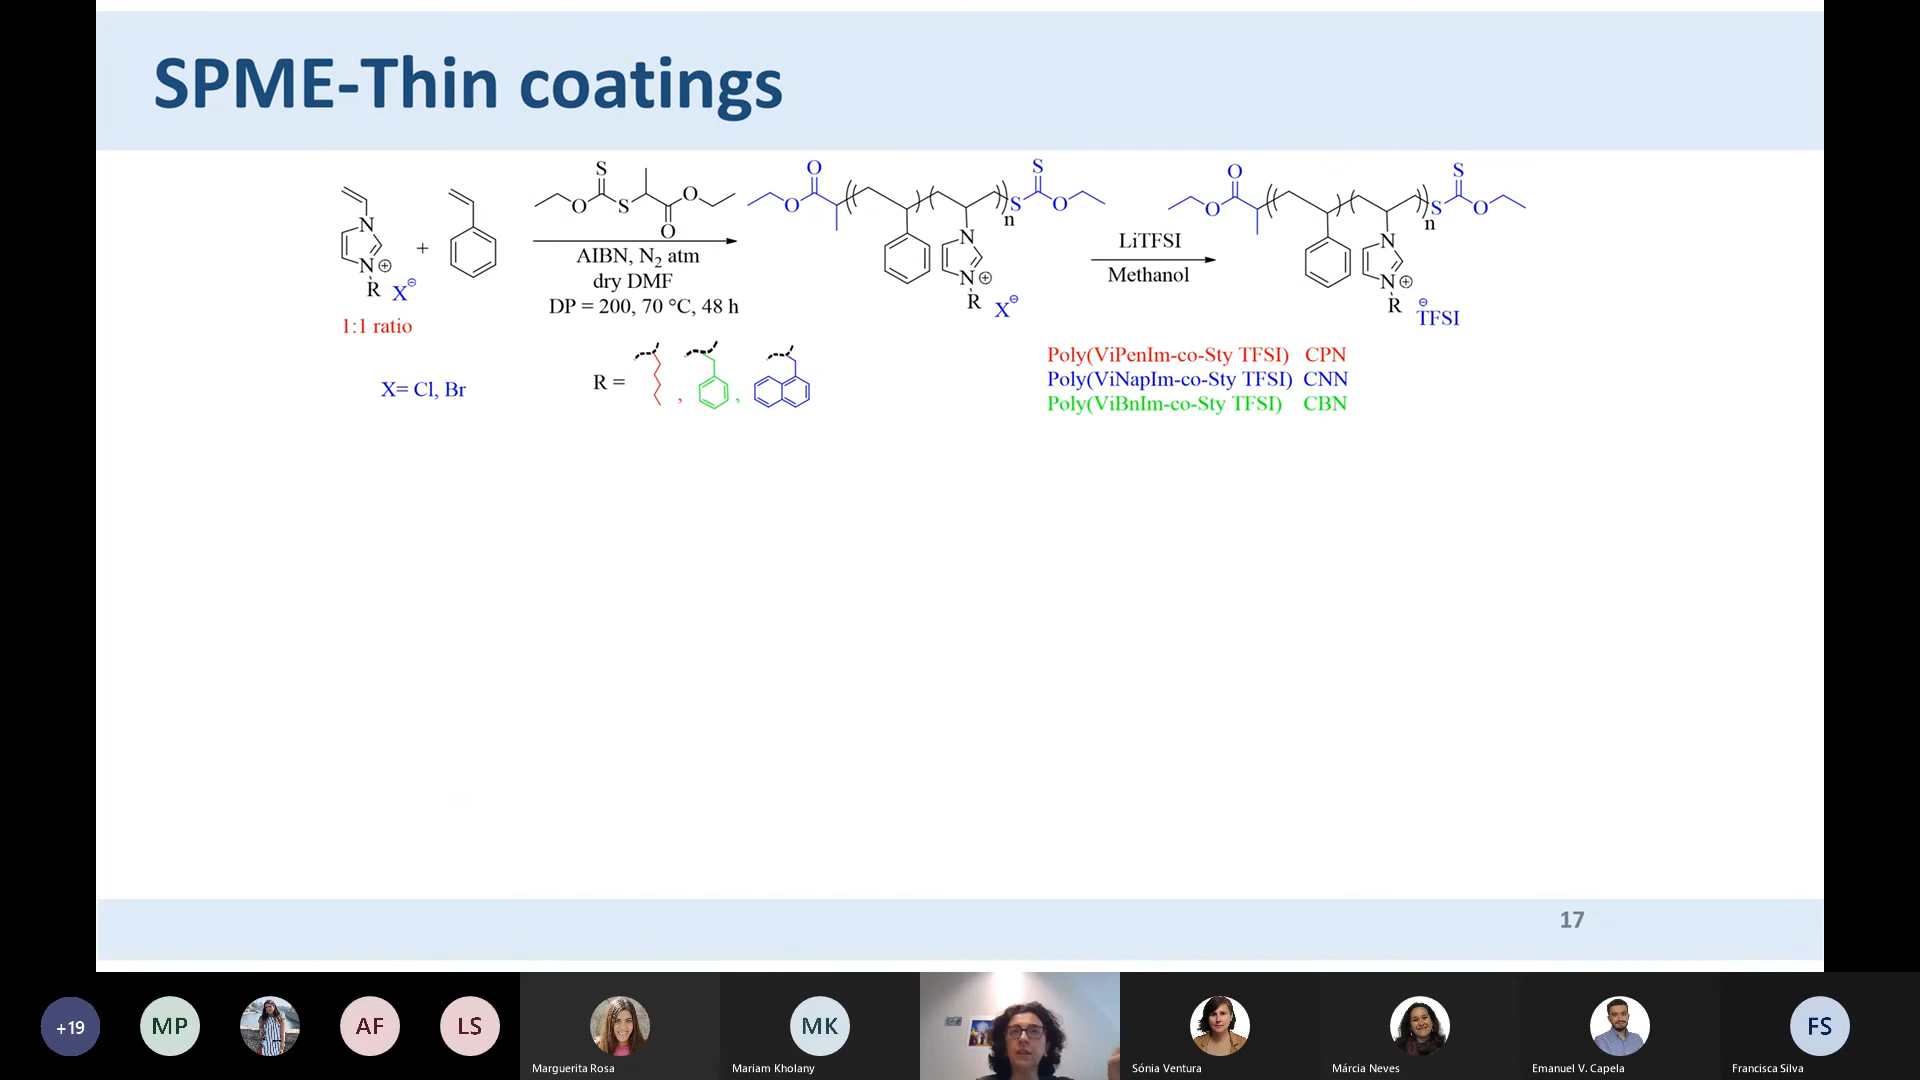 SPME-Thin coatings
S
O
S
O
O
N
N
⊕
R
X⊖
+
1:1 ratio
AIBN, N2 atm
dry DMF
DP = 200, 70 °C, 48 h
O
O
S
S
O
n
N
N
⊕
R
X⊖
LiTFSI
Methanol
O
O
S
S
O
n
N
N
⊕
R
⊖
TFSI
X= Cl, Br
R = , ,
Poly(ViPenIm-co-Sty TFSI) CPN
Poly(ViNapIm-co-Sty TFSI) CNN
Poly(ViBnIm-co-Sty TFSI) CBN
17
+19
MP
AF
LS
Marguerita Rosa
MK
Mariam Kholany
Sónia Ventura
Márcia Neves
Emanuel V. Capela
FS
Francisca Silva